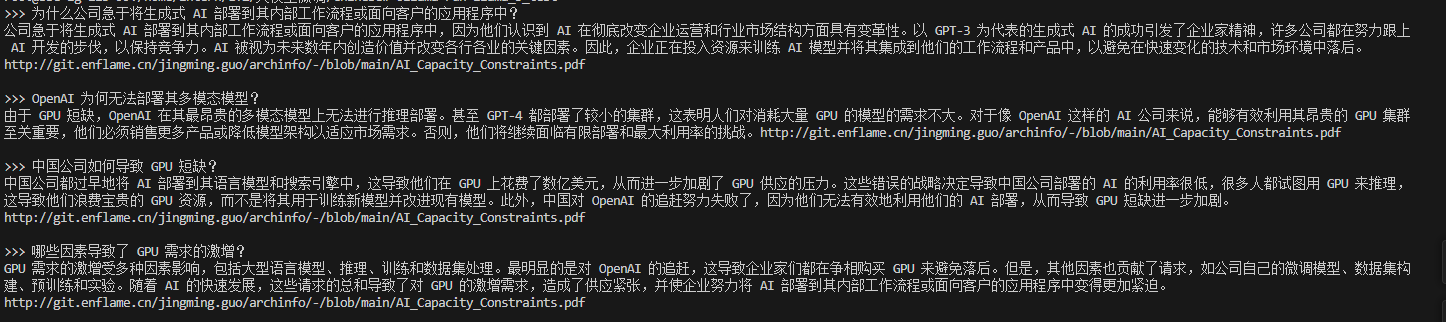 >>> 为什么公司急于将生成式 AI 部署到其内部工作流程或面向客户的应用程序中?
公司急于将生成式 AI 部署到其内部工作流程或面向客户的应用程序中，因为他们认识到 AI 在彻底改变企业运营和行业市场结构方面具有变革性。以 GPT-3 为代表的生成式 AI 的成功引发了企业家精神，许多公司都在努力跟上
AI 开发的步伐，以保持竞争力。AI 被视为未来数年内创造价值并改变各行各业的关键因素。因此，企业正在投入资源来训练 AI 模型并将其集成到他们的工作流程和产品中，以避免在快速变化的技术和市场环境中落后。
http://git.enflame.cn/jingming.guo/archinfo/-/blob/main/AI_Capacity_Constraints.pdf
>>> OpenAI 为何无法部署其多模态模型?
由于 GPU 短缺，OpenAI 在其最昂贵的多模态模型上无法进行推理部署。甚至 GPT-4 都部署了较小的集群，这表明人们对消耗大量 GPU 的模型的需求不大。对于像 OpenAI 这样的 AI 公司来说，能够有效利用其昂贵的 GPU 集群
至关重要，他们必须销售更多产品或降低模型架构以适应市场需求。否则，他们将继续面临有限部署和最大利用率的挑战。http://git.enflame.cn/jingming.guo/archinfo/-/blob/main/AI_Capacity_Constraints.pdf
>>> 中国公司如何导致 GPU 短缺?
中国公司都过早地将 AI 部署到其语言模型和搜索引擎中，这导致他们在 GPU 上花费了数亿美元，从而进一步加剧了 GPU 供应的压力。这些错误的战略决定导致中国公司部署的 AI 的利用率很低，很多人都试图用 GPU 来推理，
这导致他们浪费宝贵的 GPU 资源，而不是将其用于训练新模型并改进现有模型。此外，中国对 OpenAI 的追赶努力失败了，因为他们无法有效地利用他们的 AI 部署，从而导致 GPU 短缺进一步加剧。
http://git.enflame.cn/jingming.guo/archinfo/-/blob/main/AI_Capacity_Constraints.pdf
>>> 哪些因素导致了 GPU 需求的激增?
GPU 需求的激增受多种因素影响，包括大型语言模型、推理、训练和数据集处理。最明显的是对 OpenAI 的追赶，这导致企业家们都在争相购买 GPU 来避免落后。但是，其他因素也贡献了请求，如公司自己的微调模型、数据集构
建、预训练和实验。随着 AI 的快速发展，这些请求的总和导致了对 GPU 的激增需求，造成了供应紧张，并使企业努力将 AI 部署到其内部工作流程或面向客户的应用程序中变得更加紧迫。
http://git.enflame.cn/jingming.guo/archinfo/-/blob/main/AI_Capacity_Constraints.pdf